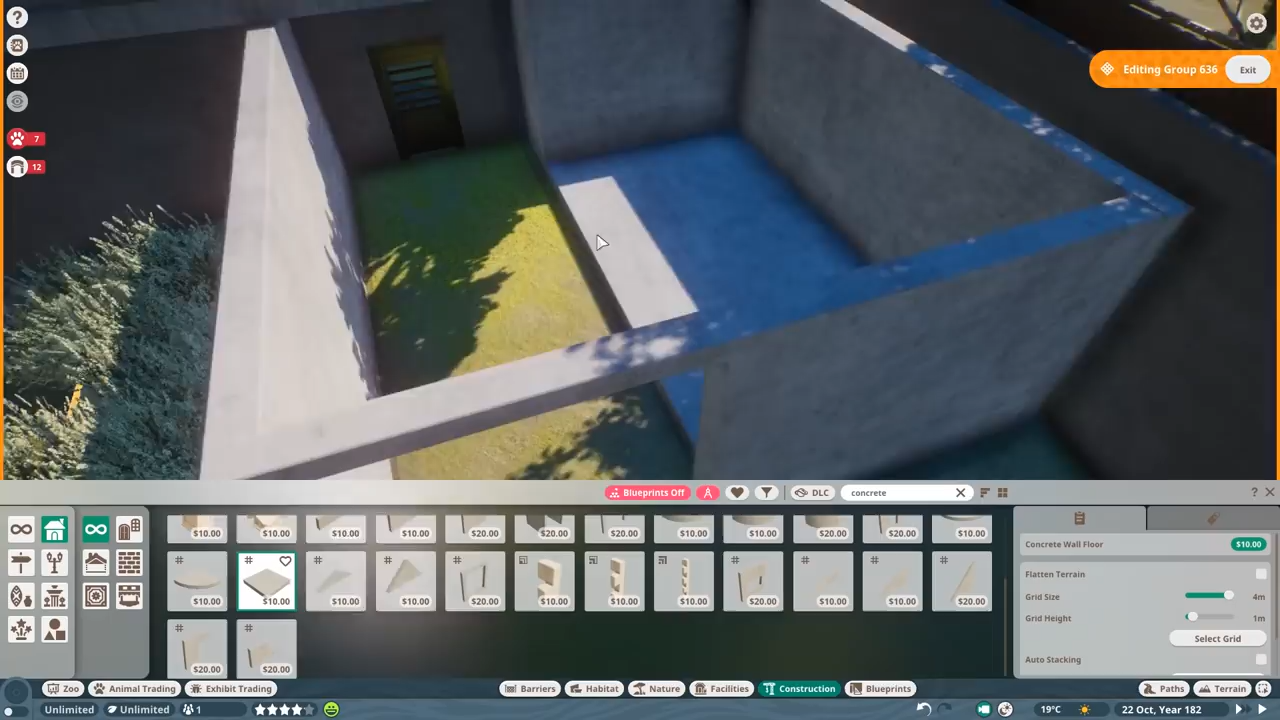 ?
Editing Group 636 Exit
7
12
Blueprints Off DLC concrete
? ×
$10.00 $10.00 $10.00 $10.00 $20.00 $20.00 $20.00 $10.00 $10.00 $20.00 $20.00 $10.00
$10.00 $10.00 $10.00 $10.00 $20.00 $10.00 $10.00 $10.00 $20.00 $10.00 $10.00 $20.00
$20.00 $20.00
Concrete Wall Floor $10.00
Flatten Terrain
Grid Size 4m
Grid Height 1m
Select Grid
Auto Stacking
Zoo Animal Trading Exhibit Trading Barriers Habitat Nature Facilities Construction Blueprints Paths Terrain
Unlimited Unlimited 1 19°C 22 Oct, Year 182